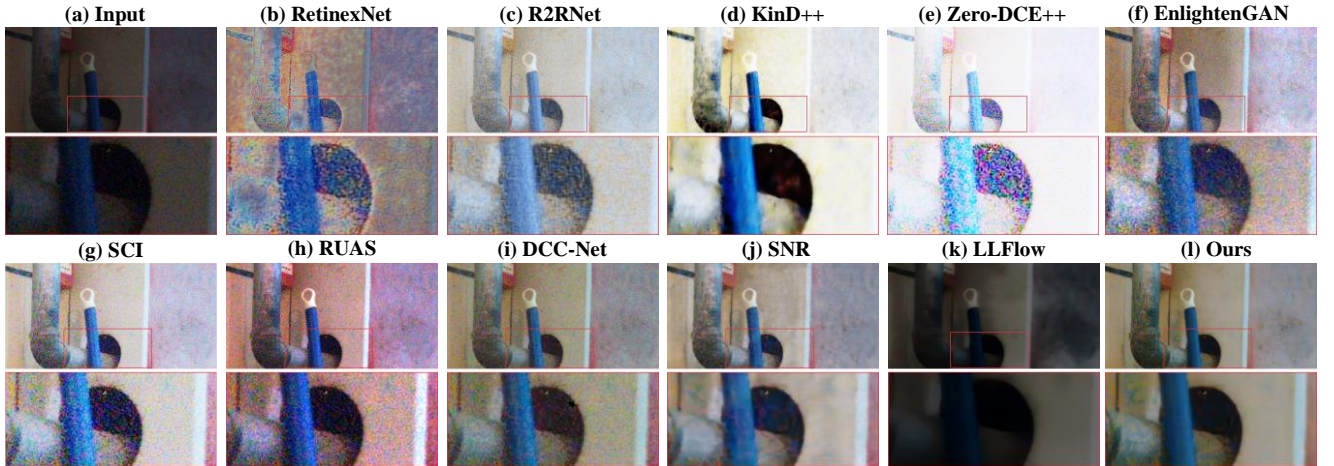 (a) Input (b) RetinexNet (c) R2RNet (d) KinD++ (e) Zero-DCE++ (f) EnlightenGAN
(g) SCI (h) RUAS (i) DCC-Net (j) SNR (k) LLFlow (l) Ours